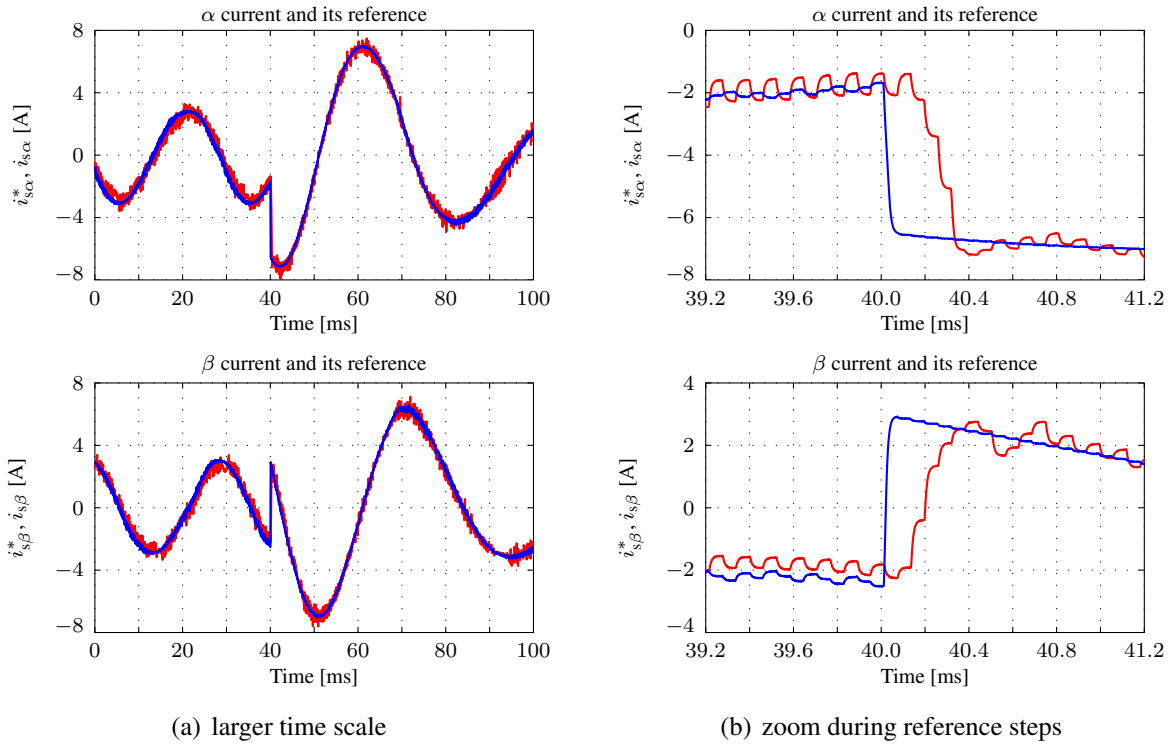 α current and its reference
8
4
0
−4
−8
i*sα, isα [A]
0 20 40 60 80 100
Time [ms]
α current and its reference
0
−2
−4
−6
−8
i*sα, isα [A]
39.2 39.6 40.0 40.4 40.8 41.2
Time [ms]
β current and its reference
8
4
0
−4
−8
i*sβ, isβ [A]
0 20 40 60 80 100
Time [ms]
β current and its reference
4
2
0
−2
−4
i*sβ, isβ [A]
39.2 39.6 40.0 40.4 40.8 41.2
Time [ms]
(a) larger time scale
(b) zoom during reference steps